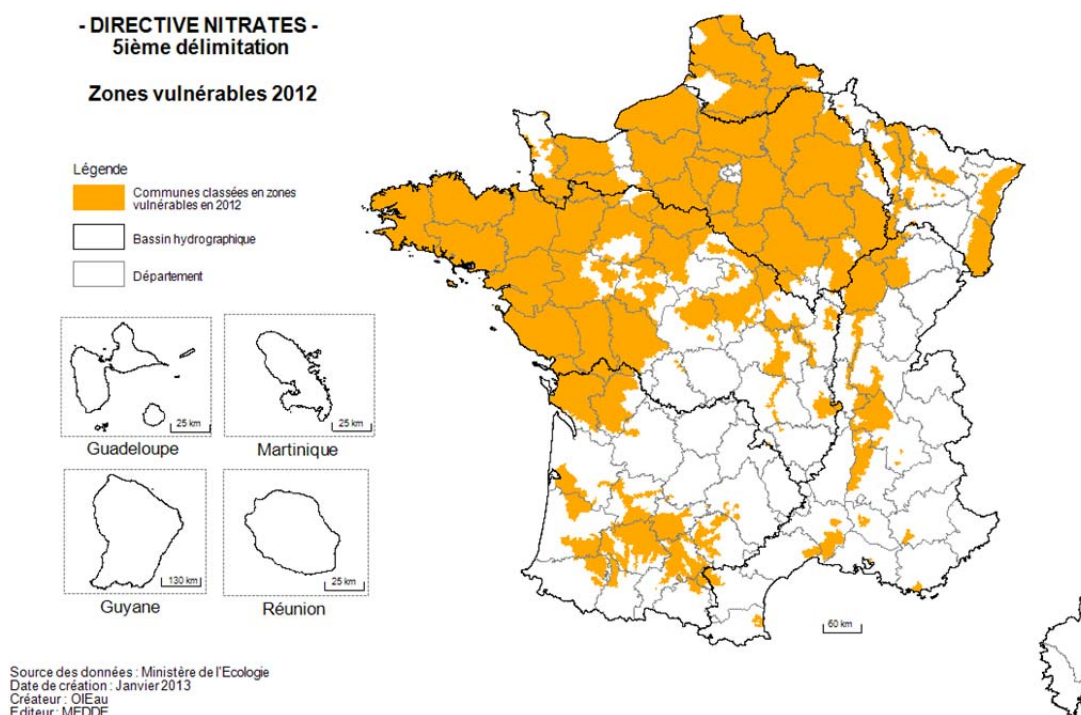 - DIRECTIVE NITRATES -
5ième délimitation
Zones vulnérables 2012
Légende
Communes classées en zones
vulnérables en 2012
Bassin hydrographique
Département
25 km
Guadeloupe
25 km
Martinique
130 km
Guyane
25 km
Réunion
60 km
Source des données : Ministère de l'Ecologie
Date de création : Janvier 2013
Créateur : OIEau
Editeur : MEDDE